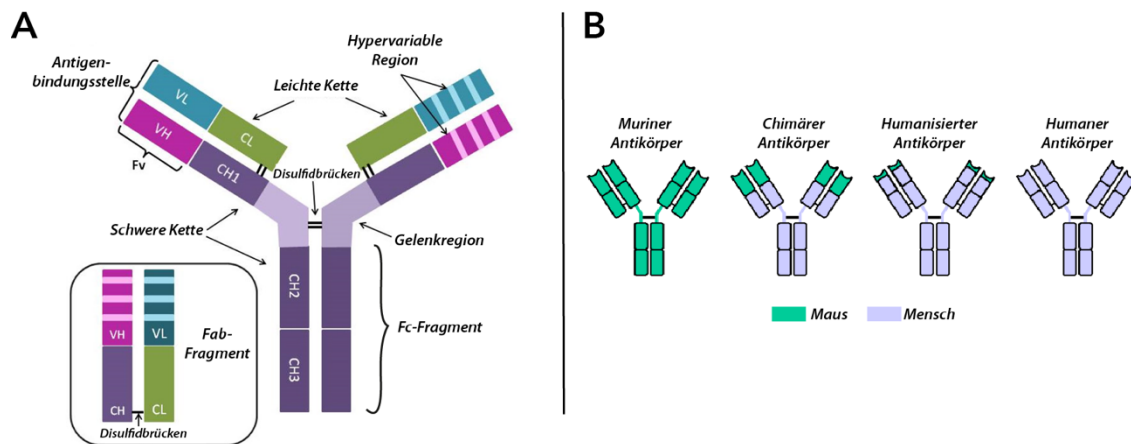 A
Antigen-
bindungsstelle
VL
VH
Fv
CL
CH1
Leichte Kette
Hypervariable
Region
Disulfidbrücken
Schwere Kette
Gelenkregion
CH2
CH3
Fc-Fragment
VH
VL
Fab-
Fragment
CH
CL
Disulfidbrücken
B
Muriner
Antikörper
Chimärer
Antikörper
Humanisierter
Antikörper
Humaner
Antikörper
Maus
Mensch